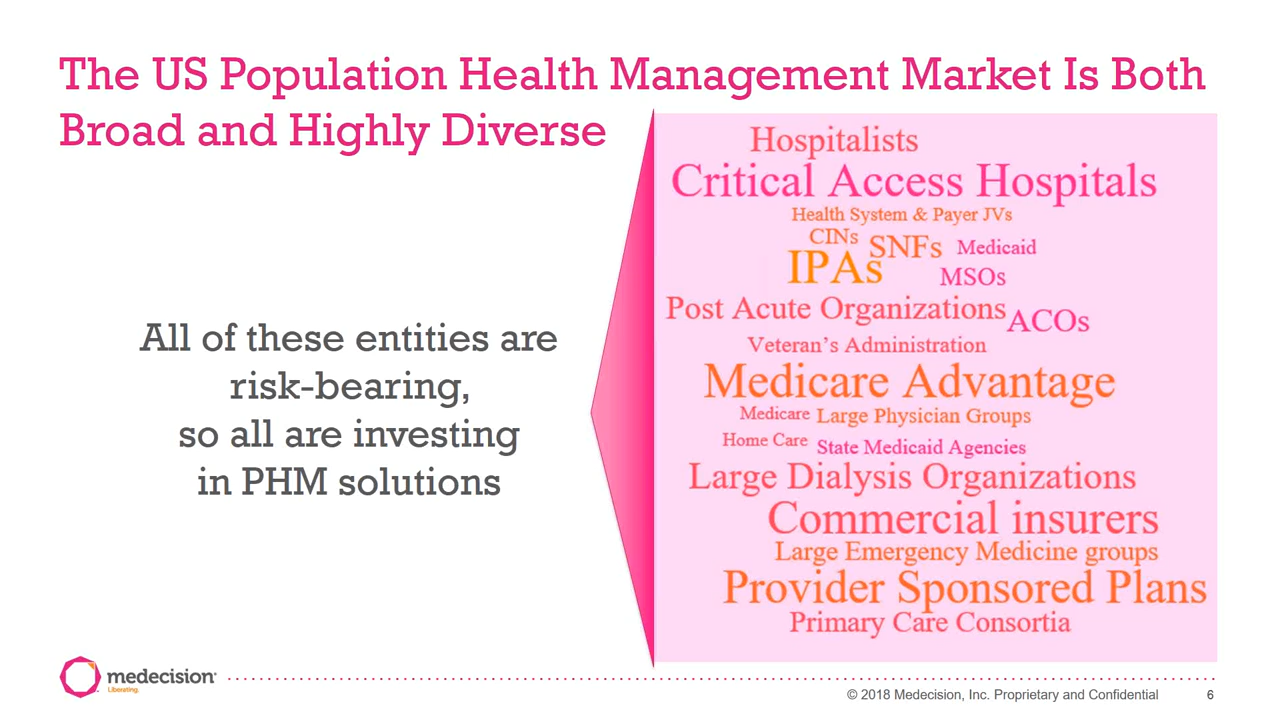 The US Population Health Management Market Is Both
Broad and Highly Diverse
All of these entities are
risk-bearing,
so all are investing
in PHM solutions
Hospitalists
Critical Access Hospitals
Health System & Payer JVs
CINs SNFs Medicaid
IPAs MSOs
Post Acute Organizations ACOs
Veteran's Administration
Medicare Advantage
Medicare Large Physician Groups
Home Care State Medicaid Agencies
Large Dialysis Organizations
Commercial insurers
Large Emergency Medicine groups
Provider Sponsored Plans
Primary Care Consortia
medecision
Liberating.
© 2018 Medecision, Inc. Proprietary and Confidential 6